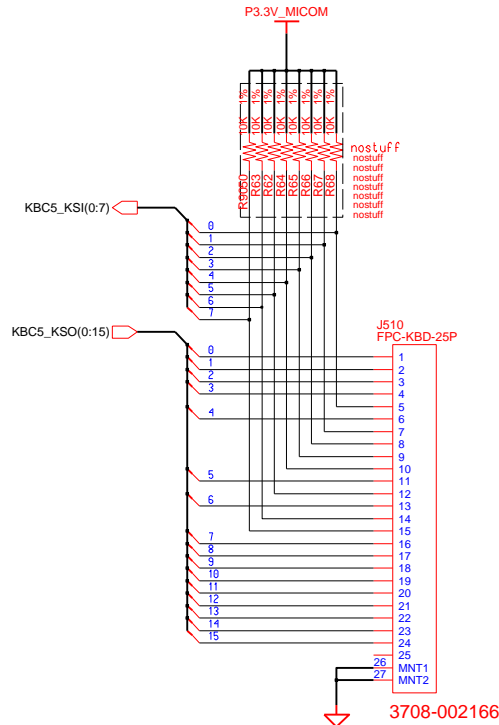 P3.3V_MICOM
10K 1%
10K 1%
10K 1%
10K 1%
10K 1%
10K 1%
10K 1%
10K 1%
R9050
R63
R62
R64
R65
R66
R67
R68
nostuff
nostuff
nostuff
nostuff
nostuff
nostuff
nostuff
nostuff
KBC5_KSI(0:7)
0
1
2
3
4
5
6
7
KBC5_KSO(0:15)
0
1
2
3
4
5
6
7
8
9
10
11
12
13
14
15
J510
FPC-KBD-25P
1
2
3
4
5
6
7
8
9
10
11
12
13
14
15
16
17
18
19
20
21
22
23
24
25
26 MNT1
27 MNT2
3708-002166